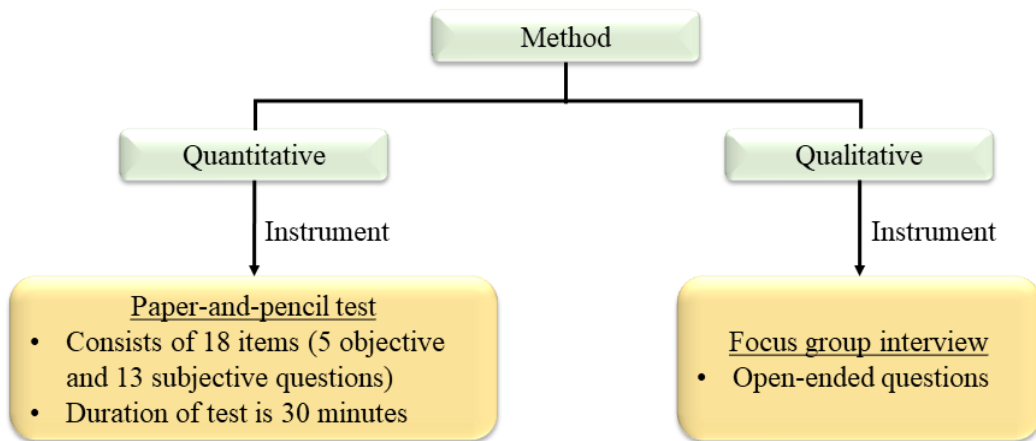 Method
Quantitative
Qualitative
Instrument
Instrument
Paper-and-pencil test
• Consists of 18 items (5 objective
and 13 subjective questions)
• Duration of test is 30 minutes
Focus group interview
• Open-ended questions